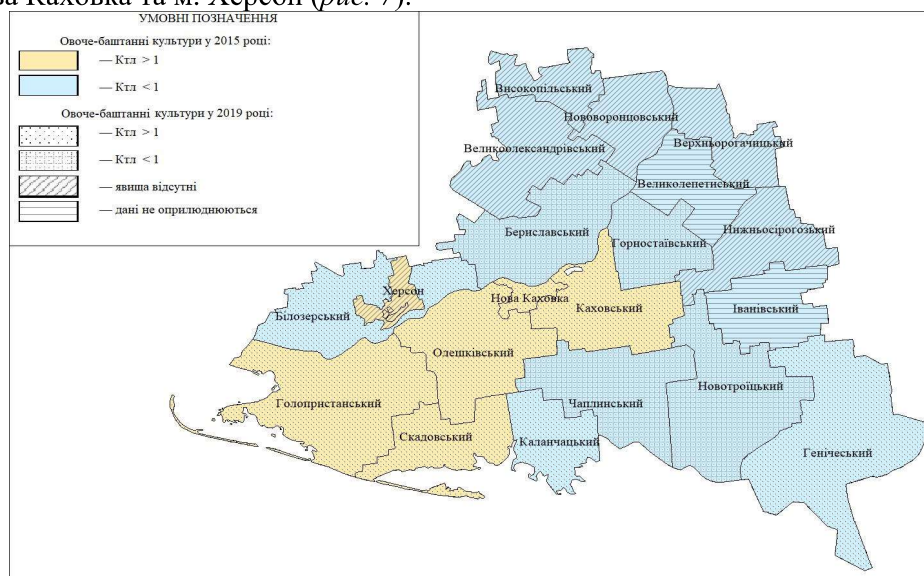 ва Каховка та м. Херсон (рис. 7).
УМОВНІ ПОЗНАЧЕННЯ
Овоче-баштанні культури у 2015 році:
— Ктл > 1
— Ктл < 1
Овоче-баштанні культури у 2019 році:
— Ктл > 1
— Ктл < 1
— явиша відсутні
— дані не оприлюднюються
Високопільський
Нововоронцовський
Великоолександрівський
Верхньорогачицький
Великолепетиський
Нижньосірогозький
Бериславський
Горностаївський
Херсон
Нова Каховка
Білозерський
Каховський
Іванівський
Олешківський
Голопристанський
Чаплинський
Новотроїцький
Скадовський
Каланчацький
Генічеський